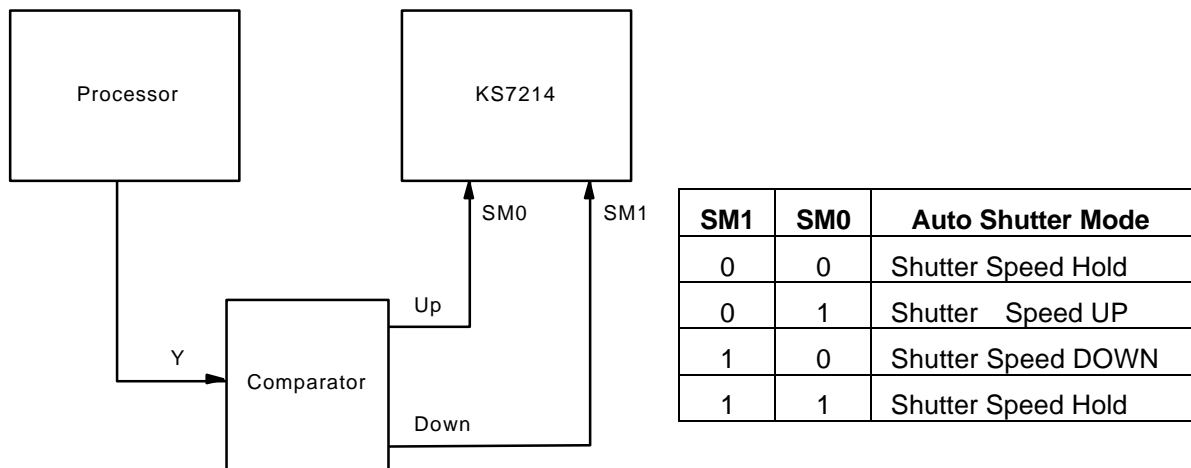 Processor
KS7214
SM0
SM1
Up
Y
Comparator
Down
SM1 SM0 Auto Shutter Mode
0 0 Shutter Speed Hold
0 1 Shutter Speed UP
1 0 Shutter Speed DOWN
1 1 Shutter Speed Hold